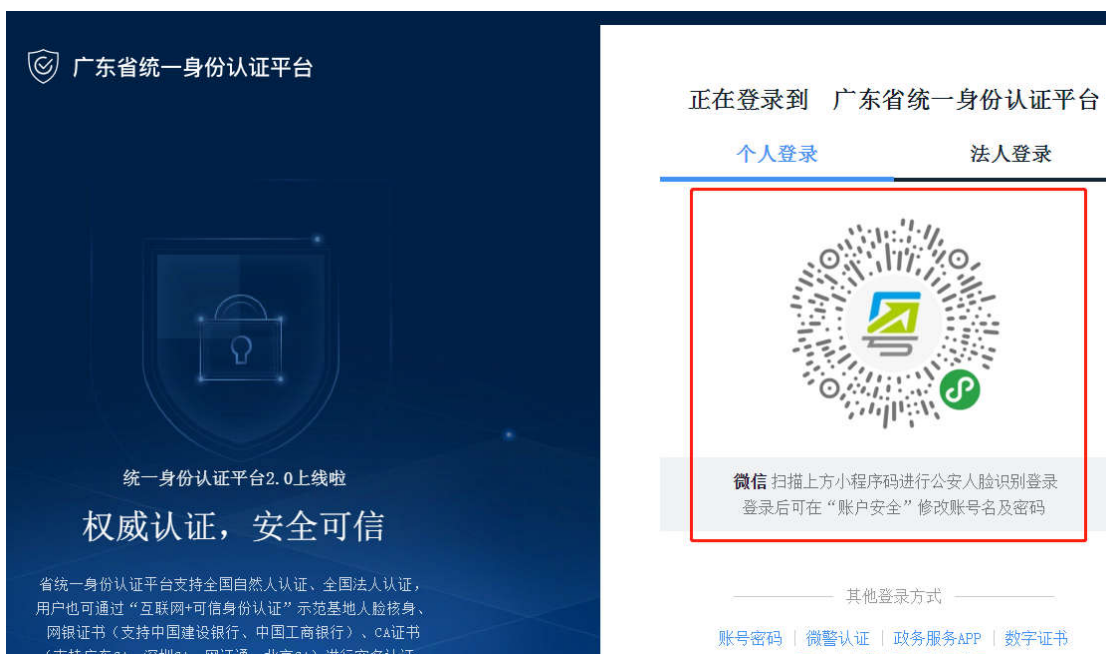 广东省统一身份认证平台
统一身份认证平台2.0上线啦
权威认证，安全可信
省统一身份认证平台支持全国自然人认证、全国法人认证，
用户也可通过“互联网+可信身份认证”示范基地人脸核身、
网银证书（支持中国建设银行、中国工商银行）、CA证书
正在登录到 广东省统一身份认证平台
个人登录 法人登录
微信 扫描上方小程序码进行公安人脸识别登录
登录后可在“账户安全”修改账号名及密码
其他登录方式
账号密码 | 微警认证 | 政务服务APP | 数字证书